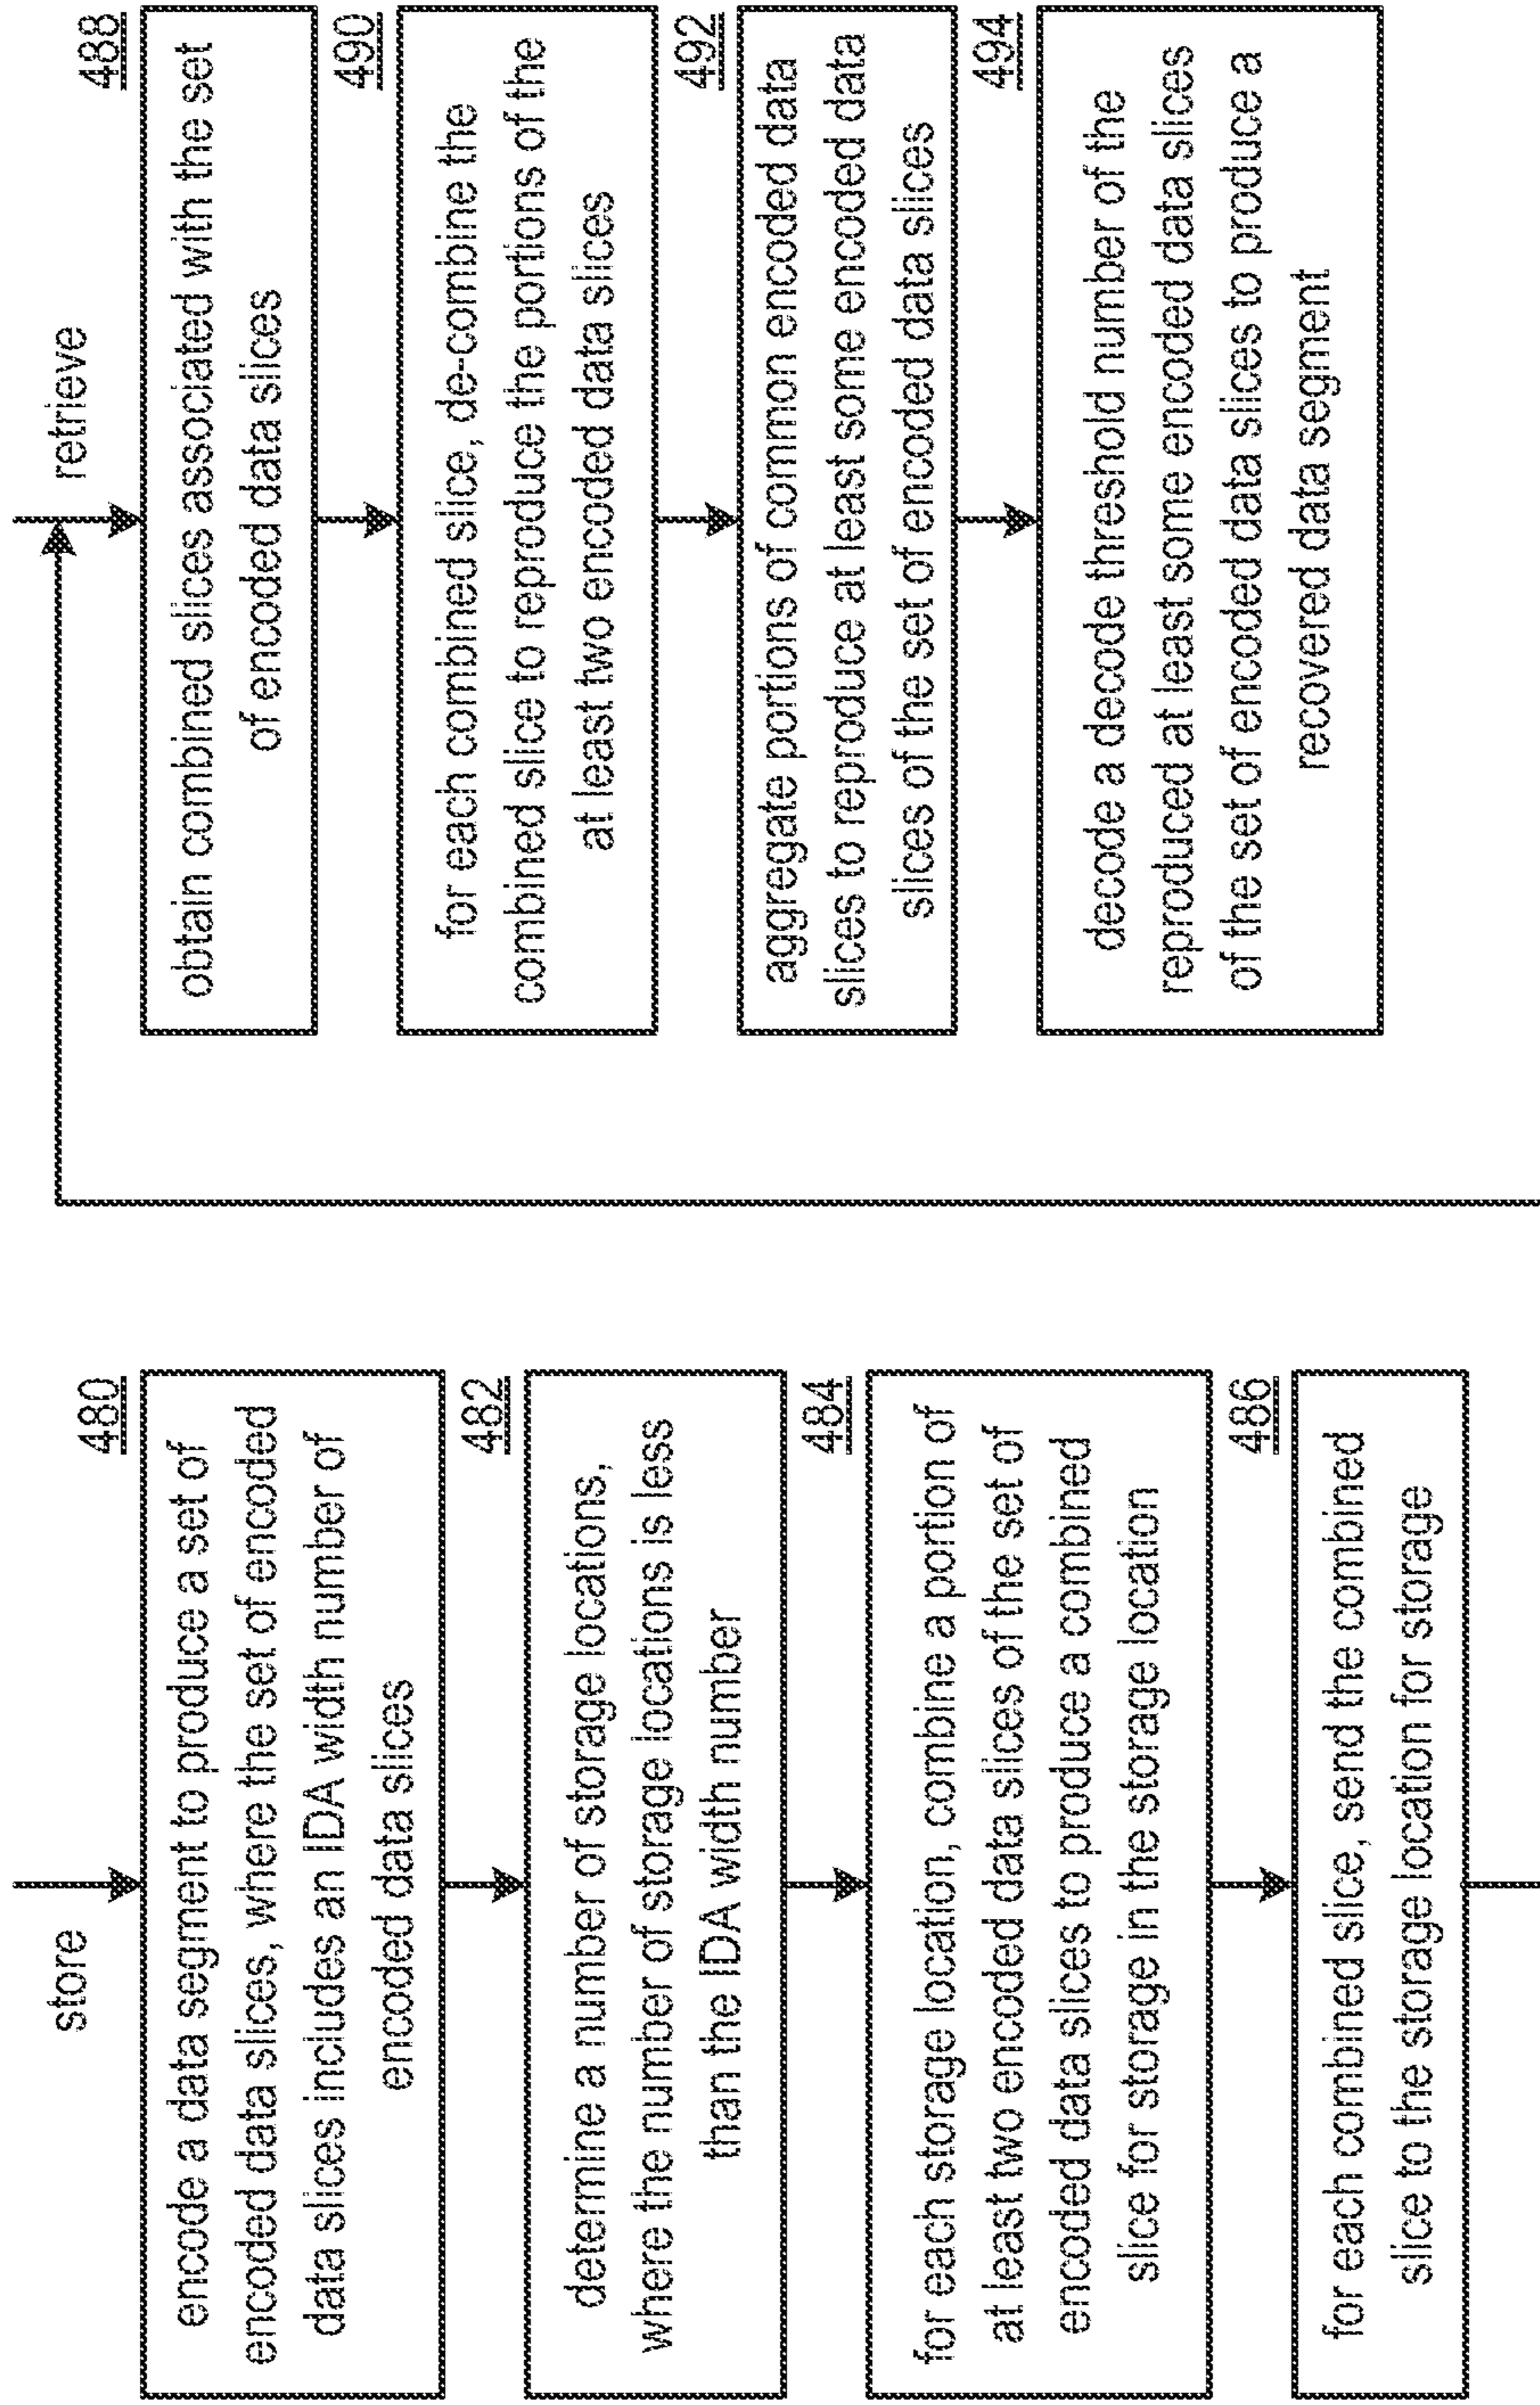 store
480
encode a data segment to produce a set of
encoded data slices, where the set of encoded
data slices includes an IDA width number of
encoded data slices
482
determine a number of storage locations,
where the number of storage locations is less
than the IDA width number
484
for each storage location, combine a portion of
at least two encoded data slices of the set of
encoded data slices to produce a combined
slice for storage in the storage location
486
for each combined slice, send the combined
slice to the storage location for storage
retrieve
488
obtain combined slices associated with the set
of encoded data slices
490
for each combined slice, de-combine the
combined slice to reproduce the portions of the
at least two encoded data slices
492
aggregate portions of common encoded data
slices to reproduce at least some encoded data
slices of the set of encoded data slices
494
decode a decode threshold number of the
reproduced at least some encoded data slices
of the set of encoded data slices to produce a
recovered data segment